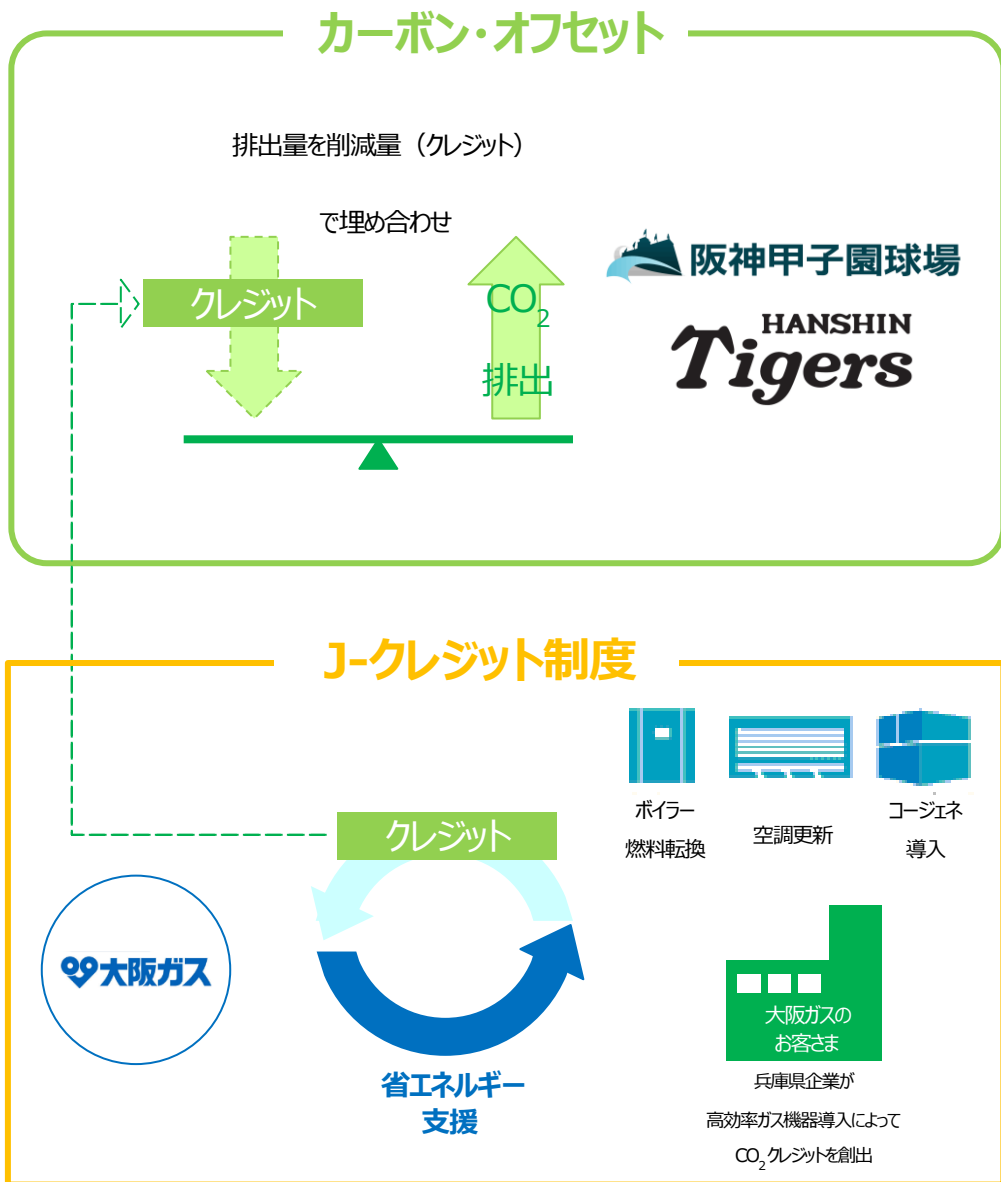 カーボン・オフセット
排出量を削減量（クレジット）
で埋め合わせ
クレジット
CO2
排出
阪神甲子園球場
HANSHIN
Tigers
J-クレジット制度
ボイラー
燃料転換
空調更新
コージェネ
導入
クレジット
大阪ガス
省エネルギー
支援
大阪ガスの
お客さま
兵庫県企業が
高効率ガス機器導入によって
CO2クレジットを創出